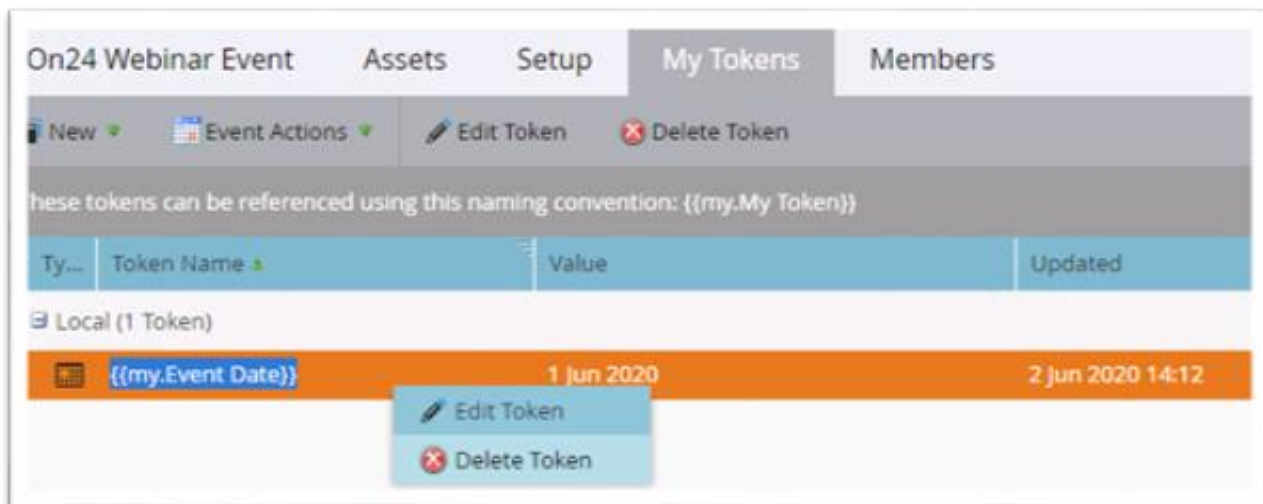 On24 Webinar Event Assets Setup My Tokens Members
New Event Actions Edit Token Delete Token
hese tokens can be referenced using this naming convention: {{my.My Token}}
Ty... Token Name Value Updated
Local (1 Token)
{{my.Event Date}} 1 Jun 2020 2 Jun 2020 14:12
Edit Token
Delete Token